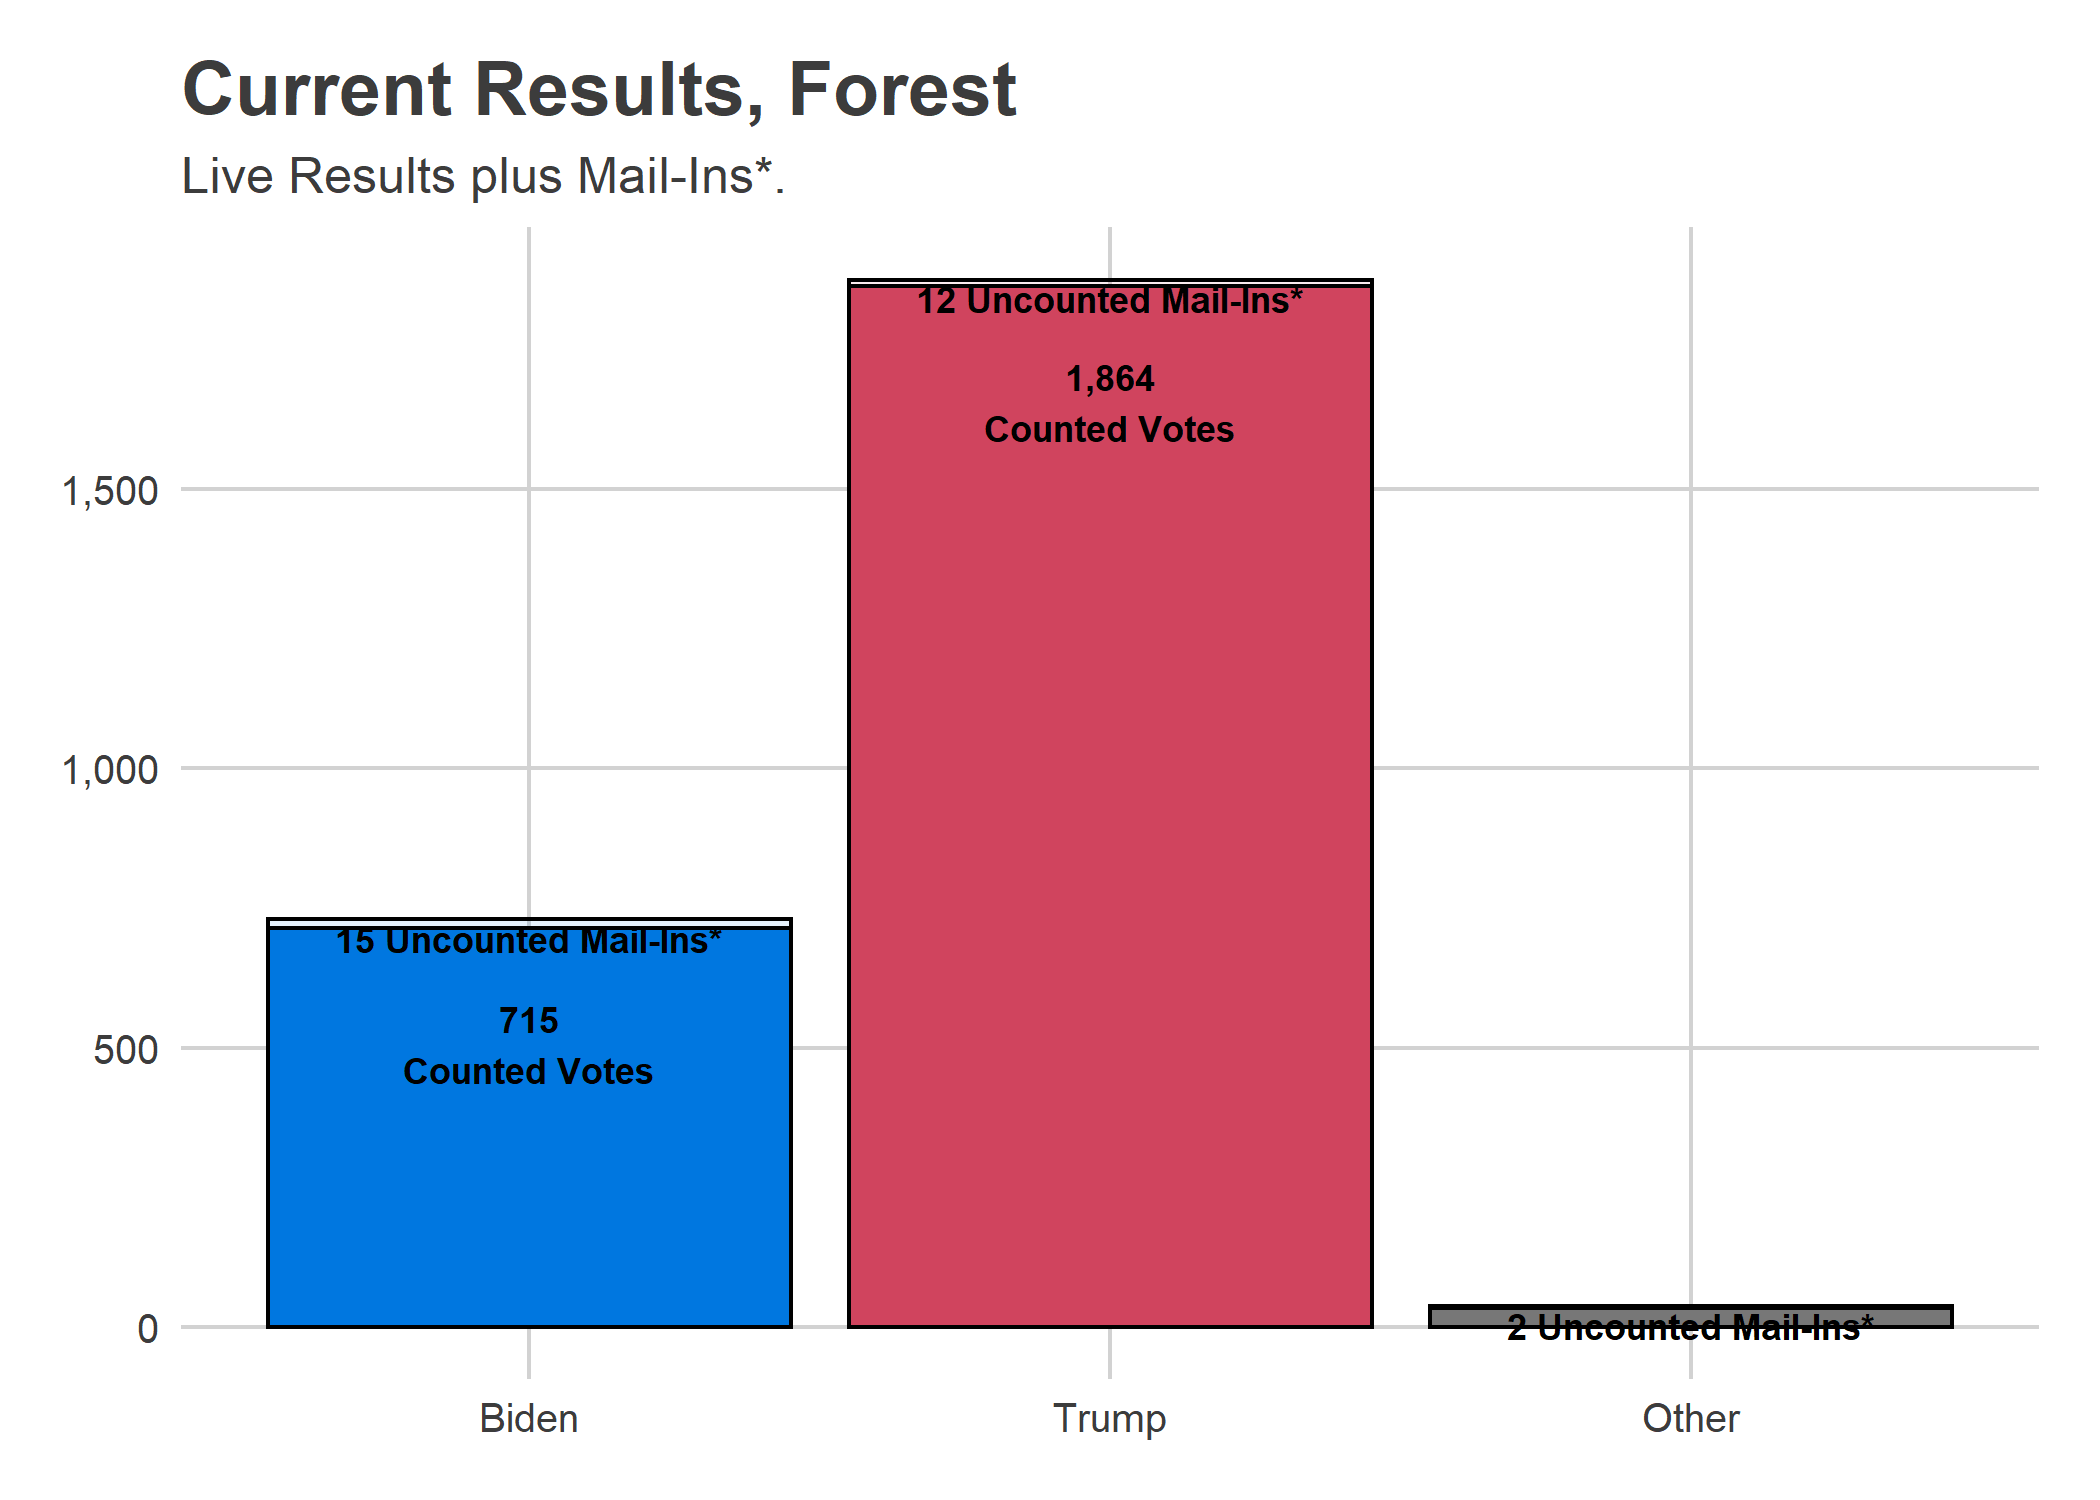 Current Results, Forest
Live Results plus Mail-Ins*.
12 Uncounted Mail-Ins*
1,864
Counted Votes
1,500
1,000
15 Uncounted Mail-Ins*
715
Counted Votes
500
0
2 Uncounted Mail-Ins*
Biden
Trump
Other